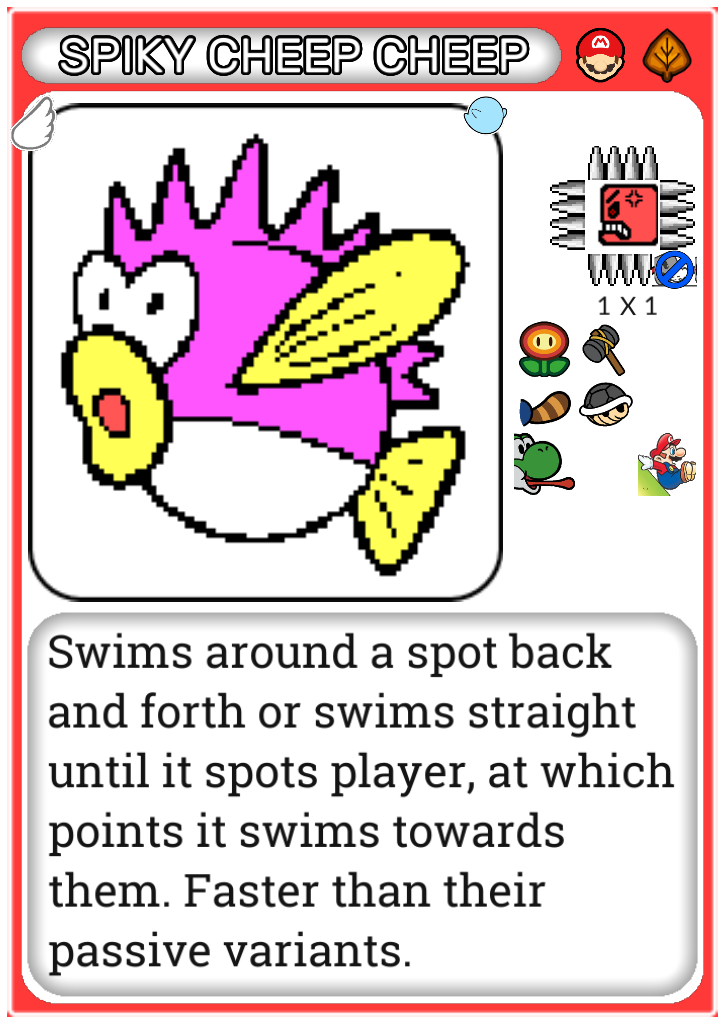 SPIKY CHEEP CHEEP
1 X 1
Swims around a spot back
and forth or swims straight
until it spots player, at which
points it swims towards
them. Faster than their
passive variants.